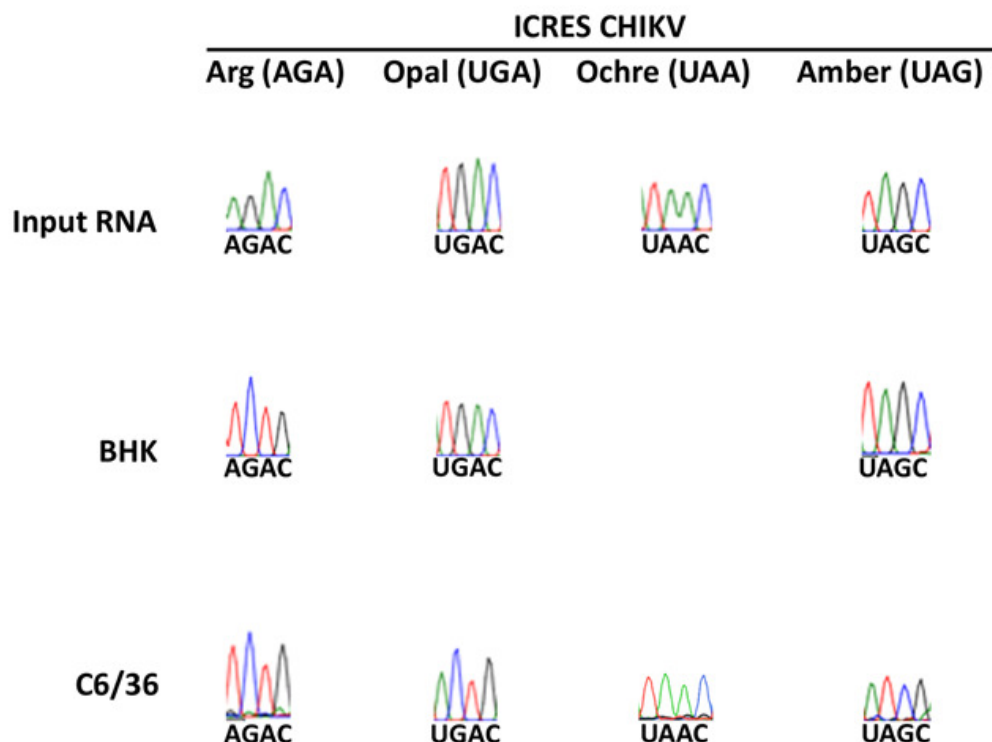 ICRES CHIKV
Arg (AGA) Opal (UGA) Ochre (UAA) Amber (UAG)
Input RNA
AGAC UGAC UAAC UAGC
BHK
AGAC UGAC UAGC
C6/36
AGAC UGAC UAAC UAGC